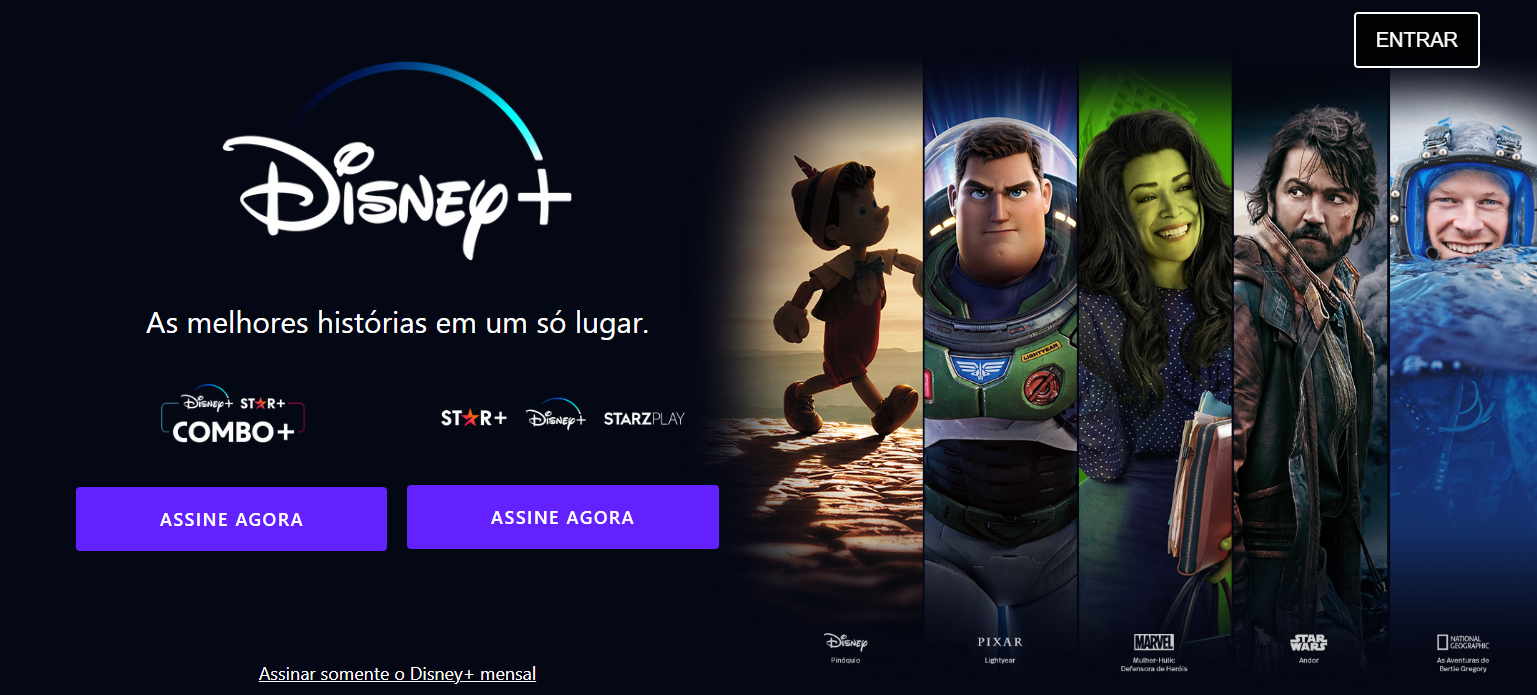 ENTRAR
Disney+
As melhores histórias em um só lugar.
Disney+ STAR+
COMBO+
STAR+ Disney+ STARZPLAY
ASSINE AGORA
ASSINE AGORA
Assinar somente o Disney+ mensal
LIGHTYEAR
Disney
Pinóquio
PIXAR
Lightyear
MARVEL
Mulher-Hulk:
Defensora de Heróis
STAR
WARS
Andor
NATIONAL
GEOGRAPHIC
As Aventuras de
Bertie Gregory